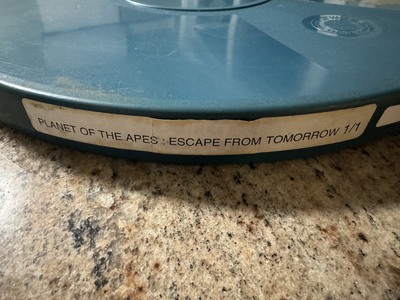 PLANET OF THE APES : ESCAPE FROM TOMORROW 1/1